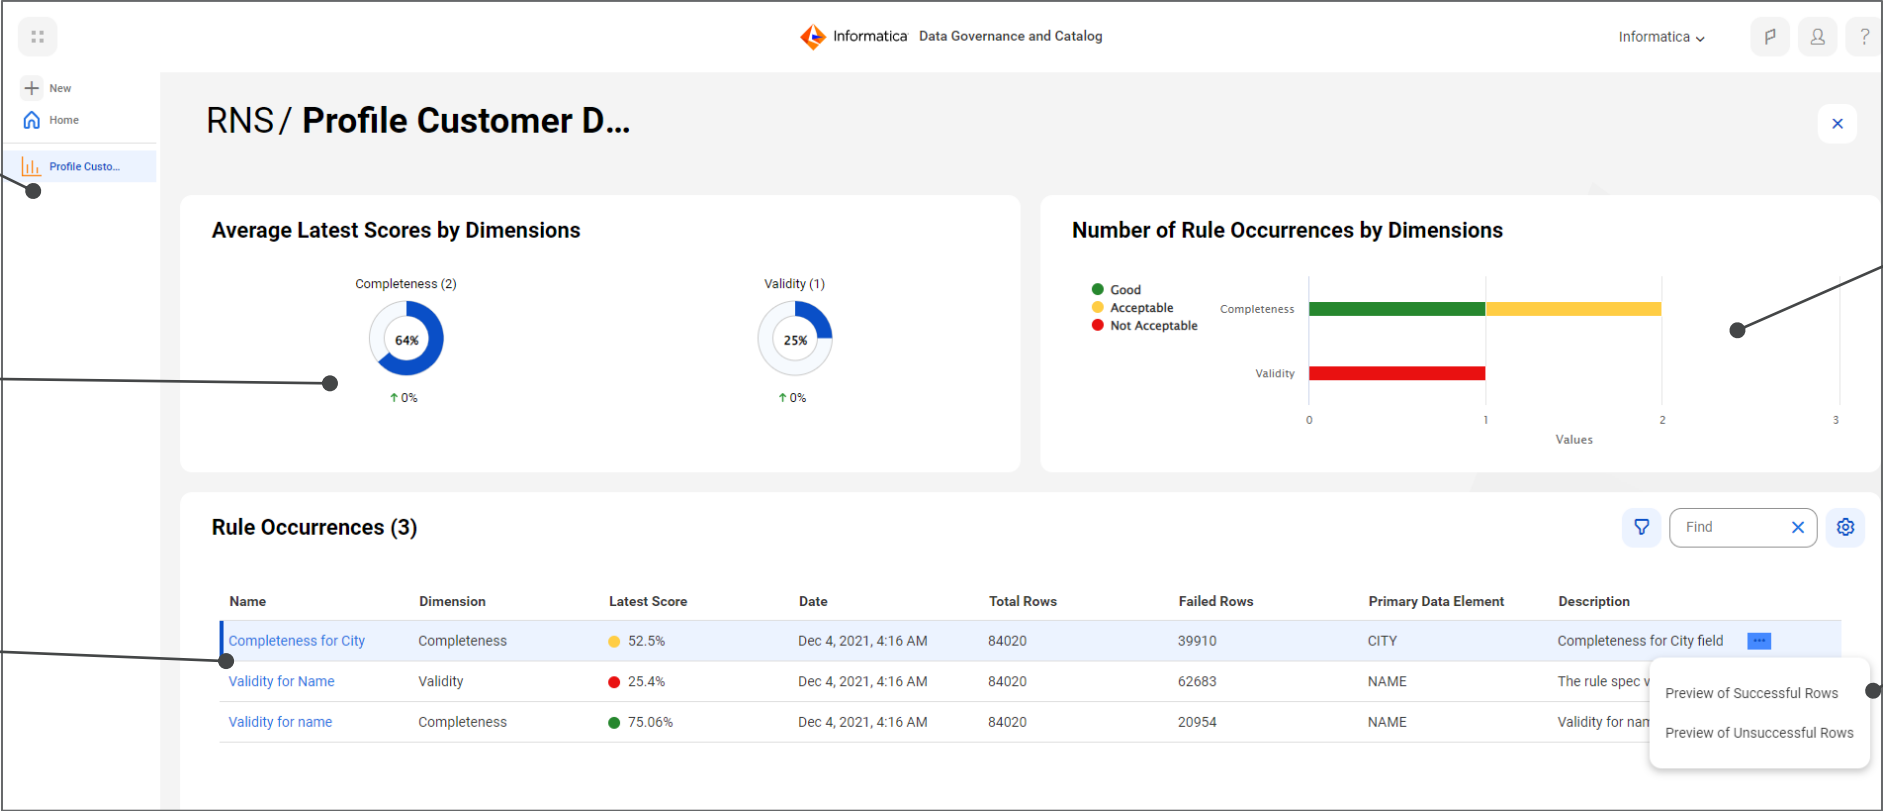 Informatica Data Governance and Catalog
Informatica
?
New
Home
Profile Custo...
RNS / Profile Customer D...
Average Latest Scores by Dimensions
Completeness (2)
64%
0%
Validity (1)
25%
0%
Number of Rule Occurrences by Dimensions
Good
Acceptable
Not Acceptable
Completeness
Validity
0 1 2 3
Values
Rule Occurrences (3)
Find
Name Dimension Latest Score Date Total Rows Failed Rows Primary Data Element Description
Completeness for City Completeness 52.5% Dec 4, 2021, 4:16 AM 84020 39910 CITY Completeness for City field
Validity for Name Validity 25.4% Dec 4, 2021, 4:16 AM 84020 62683 NAME The rule spec
Validity for name Completeness 75.06% Dec 4, 2021, 4:16 AM 84020 20954 NAME Validity for nam
Preview of Successful Rows
Preview of Unsuccessful Rows